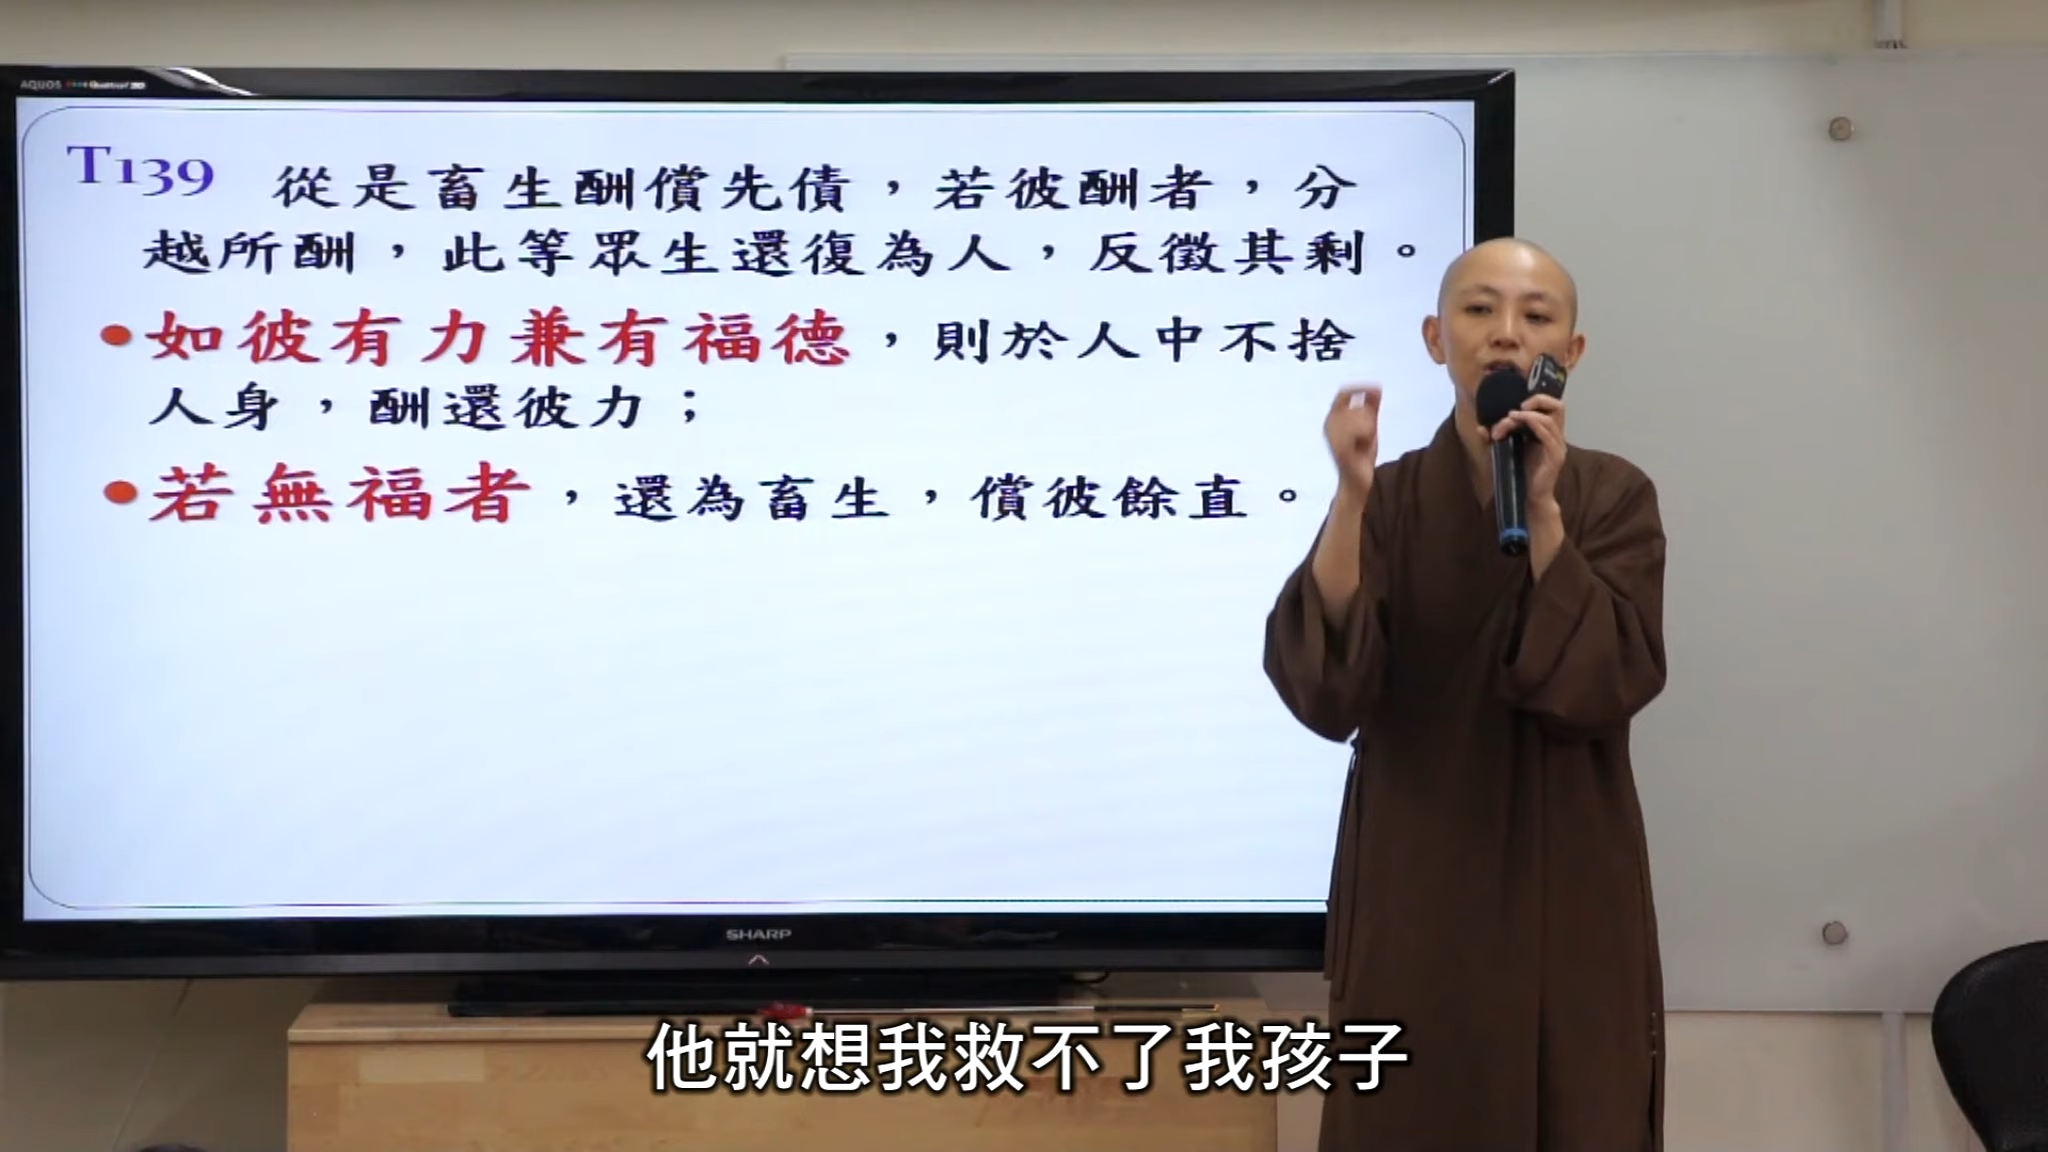 AQUOS Quattron 3D
T139 從是畜生酬償先債，若彼酬者，分
越所酬，此等眾生還復為人，反徵其剩。
•如彼有力兼有福德，則於人中不捨
人身，酬還彼力；
•若無福者，還為畜生，償彼餘直。
SHARP
他就想我救不了我孩子